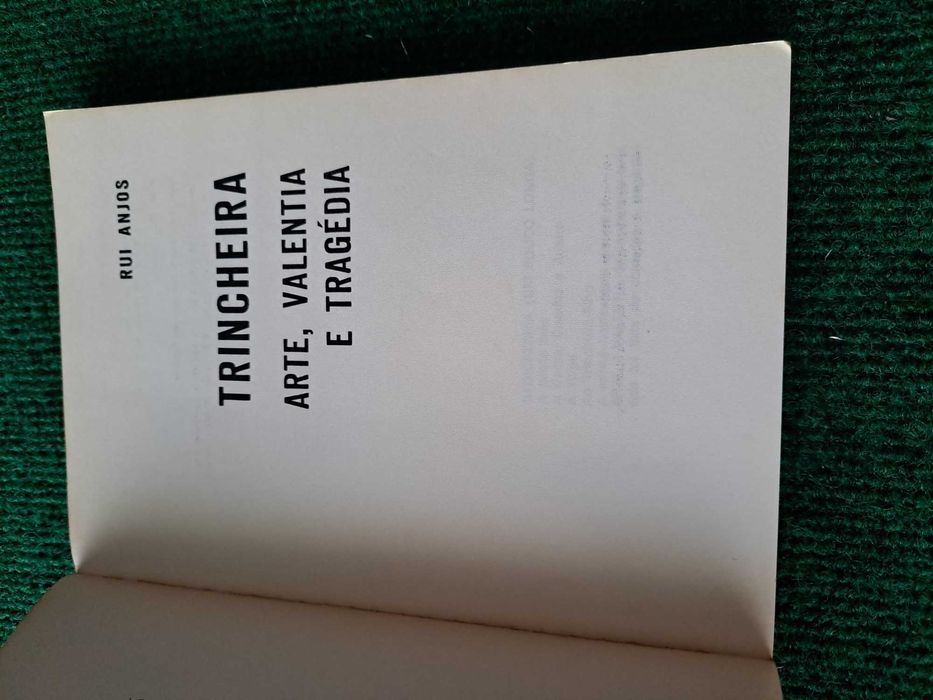 RUI ANJOS
TRINCHEIRA
ARTE, VALENTIA
E TRAGÉDIA